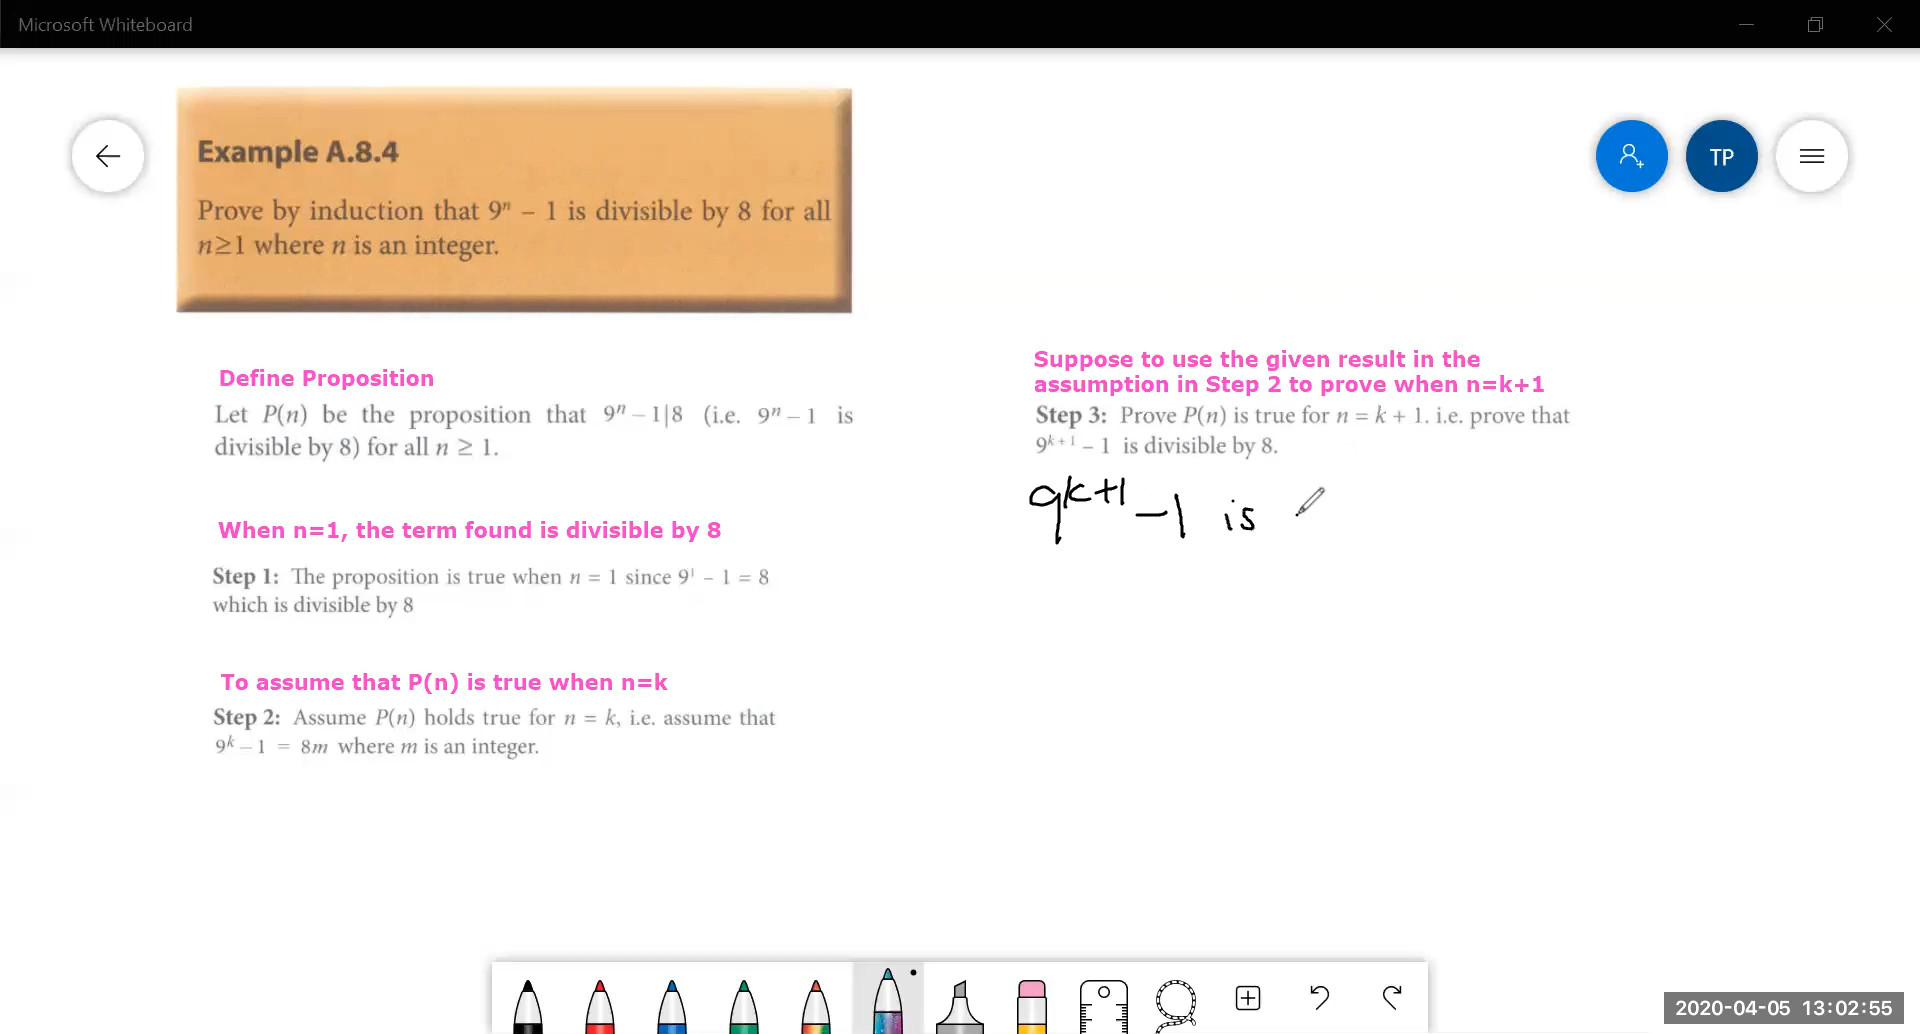 Microsoft Whiteboard
Example A.8.4
Prove by induction that 9ⁿ – 1 is divisible by 8 for all
n≥1 where n is an integer.
TP
Define Proposition
Let P(n) be the proposition that 9ⁿ – 1|8 (i.e. 9ⁿ – 1 is
divisible by 8) for all n ≥ 1.
When n=1, the term found is divisible by 8
Step 1: The proposition is true when n = 1 since 9¹ – 1 = 8
which is divisible by 8
To assume that P(n) is true when n=k
Step 2: Assume P(n) holds true for n = k, i.e. assume that
9ᵏ – 1 = 8m where m is an integer.
Suppose to use the given result in the
assumption in Step 2 to prove when n=k+1
Step 3: Prove P(n) is true for n = k + 1. i.e. prove that
9ᵏ⁺¹ – 1 is divisible by 8.
9ᵏ⁺¹ – 1 is
2020-04-05 13:02:55